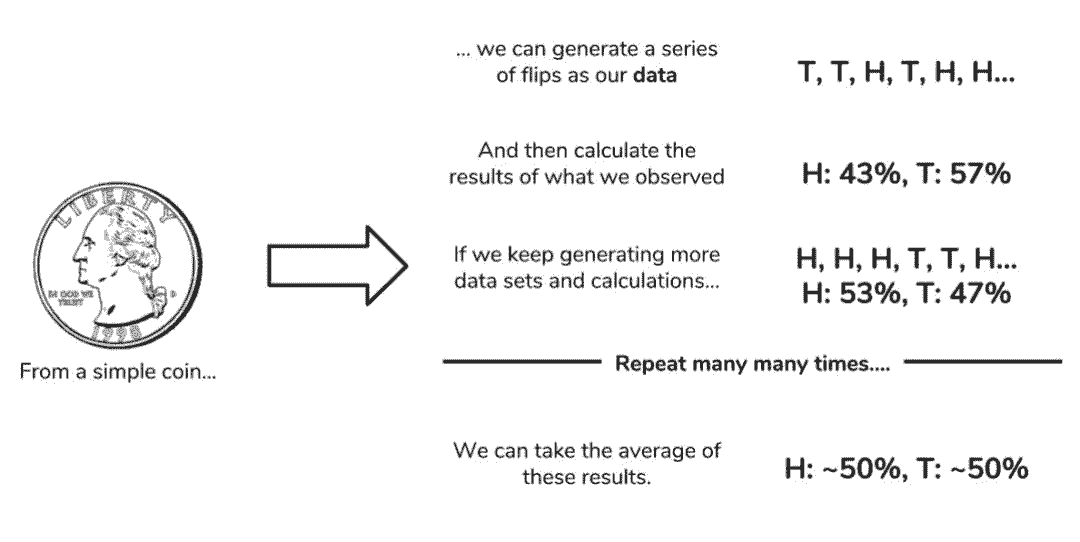 LIBERTY
IN GOD WE
TRUST
D
From a simple coin...
... we can generate a series
of flips as our data
T, T, H, T, H, H...
And then calculate the
results of what we observed
H: 43%, T: 57%
If we keep generating more
data sets and calculations...
H, H, H, T, T, H...
H: 53%, T: 47%
Repeat many many times....
We can take the average of
these results.
H: ~50%, T: ~50%